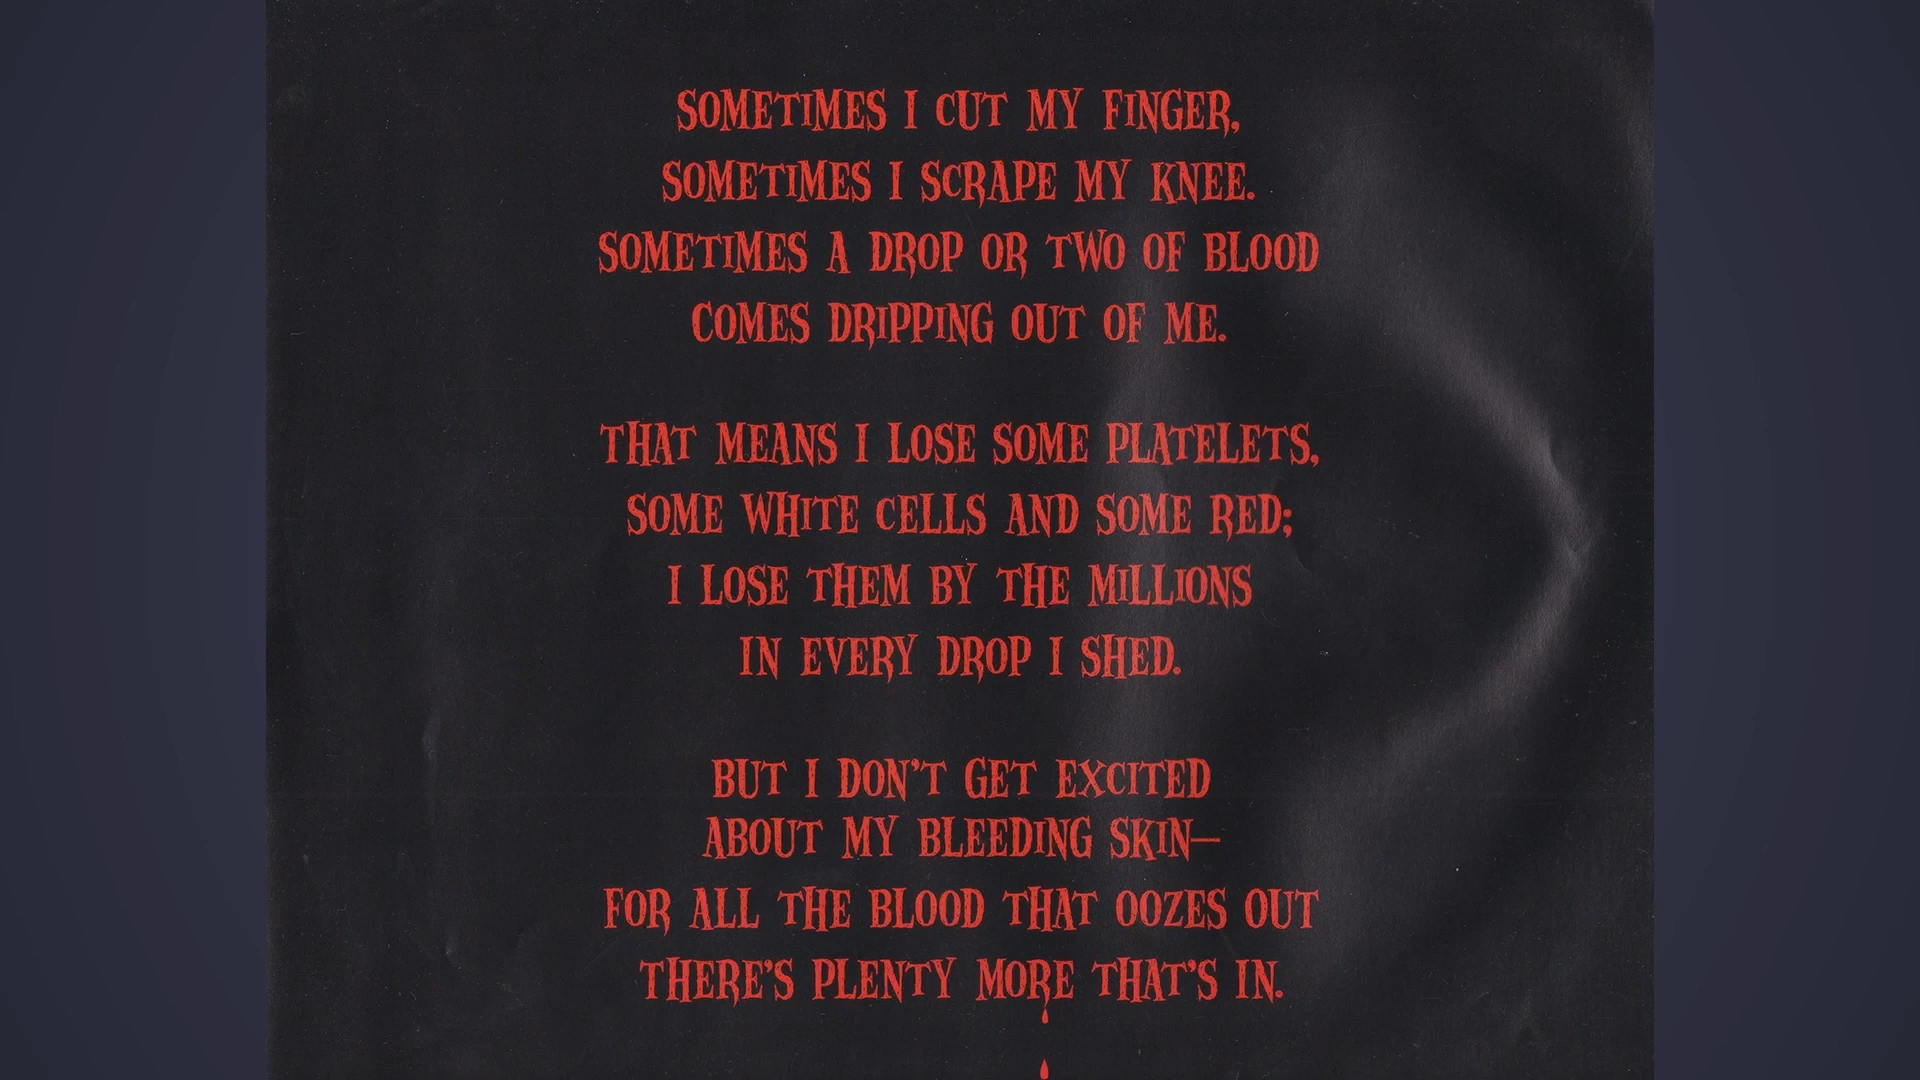 SOMETIMES I CUT MY FINGER,
SOMETIMES I SCRAPE MY KNEE.
SOMETIMES A DROP OR TWO OF BLOOD
COMES DRIPPING OUT OF ME.
THAT MEANS I LOSE SOME PLATELETS,
SOME WHITE CELLS AND SOME RED;
I LOSE THEM BY THE MILLIONS
IN EVERY DROP I SHED.
BUT I DON'T GET EXCITED
ABOUT MY BLEEDING SKIN—
FOR ALL THE BLOOD THAT OOZES OUT
THERE'S PLENTY MORE THAT'S IN.